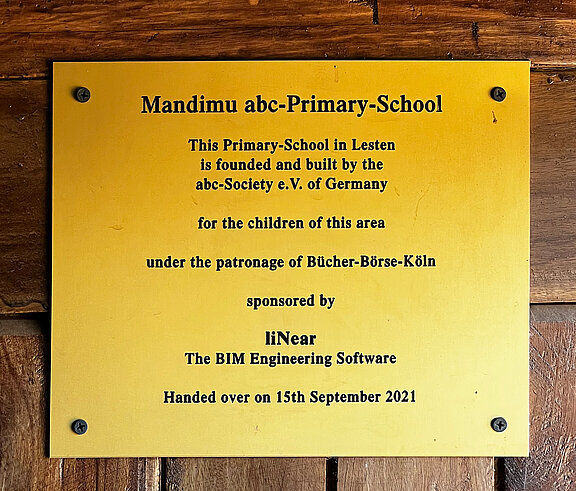 Mandimu abc-Primary-School
This Primary-School in Lesten
is founded and built by the
abc-Society e.V. of Germany
for the children of this area
under the patronage of Bücher-Börse-Köln
sponsored by
liNear
The BIM Engineering Software
Handed over on 15th September 2021